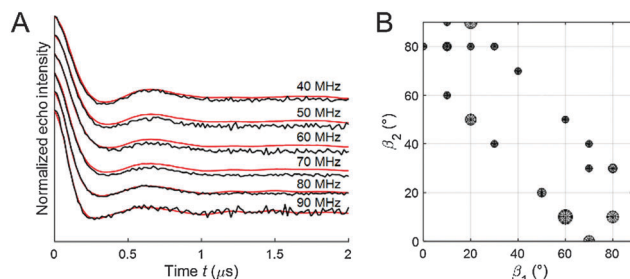 A
Normalized echo intensity
40 MHz
50 MHz
60 MHz
70 MHz
80 MHz
90 MHz
0 0.5 1 1.5 2
Time t (μs)
B
β2 (°)
80
60
40
20
0
0 20 40 60 80
β1 (°)